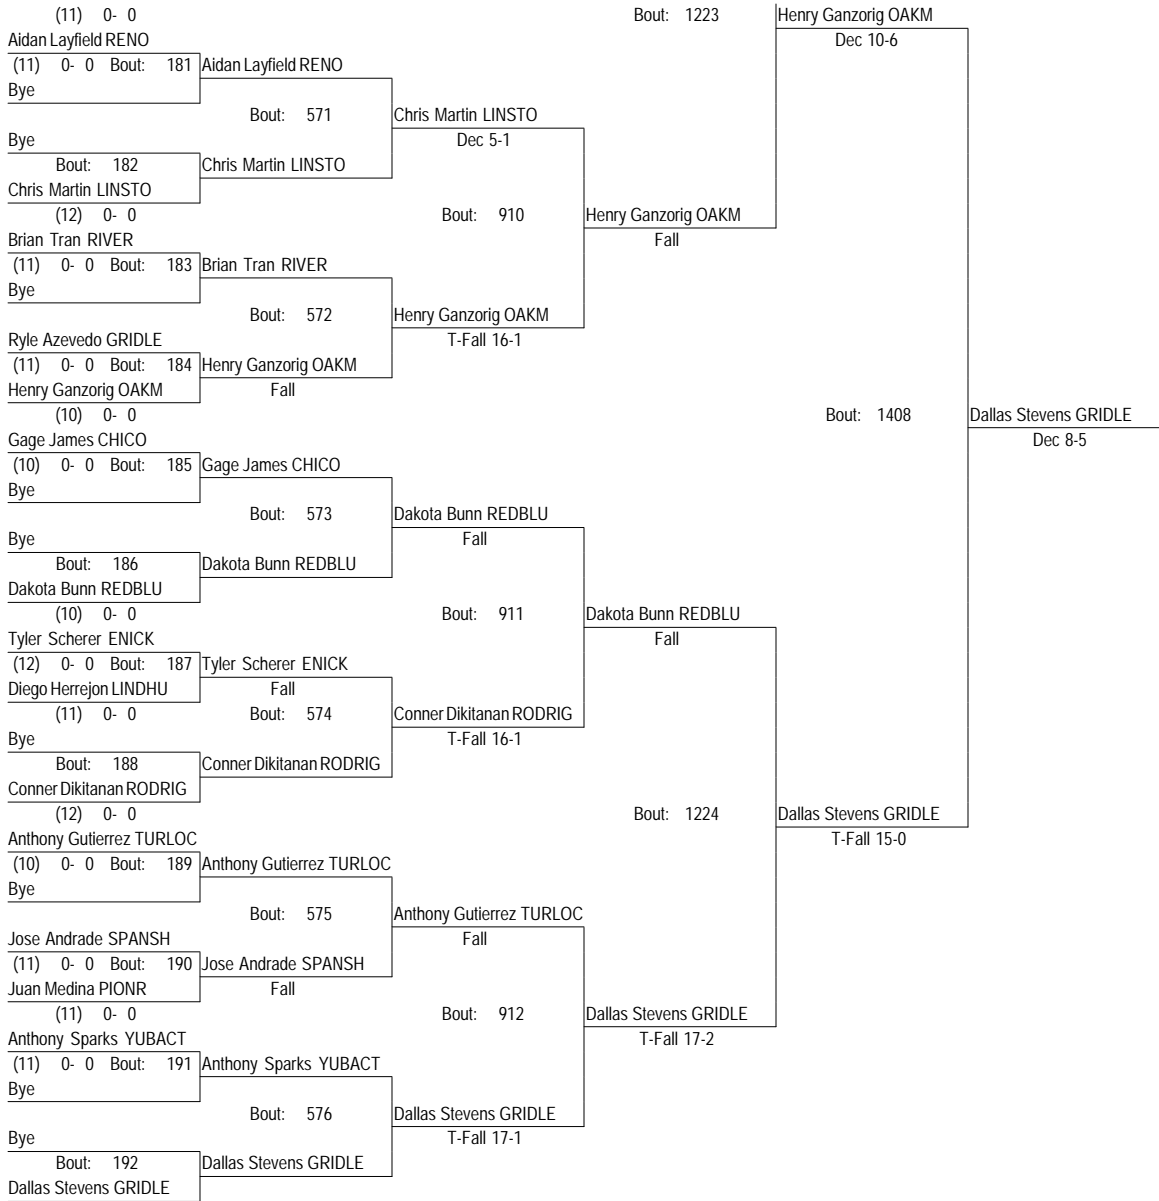 (11) 0- 0 Bout: 1223 Henry Ganzorig OAKM
Aidan Layfield RENO Dec 10-6
(11) 0- 0 Bout: 181 Aidan Layfield RENO
Bye
Bout: 571 Chris Martin LINSTO
Bye Dec 5-1
Bout: 182 Chris Martin LINSTO
Chris Martin LINSTO
(12) 0- 0 Bout: 910 Henry Ganzorig OAKM
Brian Tran RIVER Fall
(11) 0- 0 Bout: 183 Brian Tran RIVER
Bye
Bout: 572 Henry Ganzorig OAKM
Ryle Azevedo GRIDLE T-Fall 16-1
(11) 0- 0 Bout: 184 Henry Ganzorig OAKM
Henry Ganzorig OAKM Fall
(10) 0- 0 Bout: 1408 Dallas Stevens GRIDLE
Gage James CHICO Dec 8-5
(10) 0- 0 Bout: 185 Gage James CHICO
Bye
Bout: 573 Dakota Bunn REDBLU
Bye Fall
Bout: 186 Dakota Bunn REDBLU
Dakota Bunn REDBLU
(10) 0- 0 Bout: 911 Dakota Bunn REDBLU
Tyler Scherer ENICK Fall
(12) 0- 0 Bout: 187 Tyler Scherer ENICK
Diego Herrejon LINDHU Fall
(11) 0- 0 Bout: 574 Conner Dikitanan RODRIG
Bye T-Fall 16-1
Bout: 188 Conner Dikitanan RODRIG
Conner Dikitanan RODRIG
(12) 0- 0 Bout: 1224 Dallas Stevens GRIDLE
Anthony Gutierrez TURLOC T-Fall 15-0
(10) 0- 0 Bout: 189 Anthony Gutierrez TURLOC
Bye
Bout: 575 Anthony Gutierrez TURLOC
Jose Andrade SPANSH Fall
(11) 0- 0 Bout: 190 Jose Andrade SPANSH
Juan Medina PIONR Fall
(11) 0- 0 Bout: 912 Dallas Stevens GRIDLE
Anthony Sparks YUBACT T-Fall 17-2
(11) 0- 0 Bout: 191 Anthony Sparks YUBACT
Bye
Bout: 576 Dallas Stevens GRIDLE
Bye T-Fall 17-1
Bout: 192 Dallas Stevens GRIDLE
Dallas Stevens GRIDLE